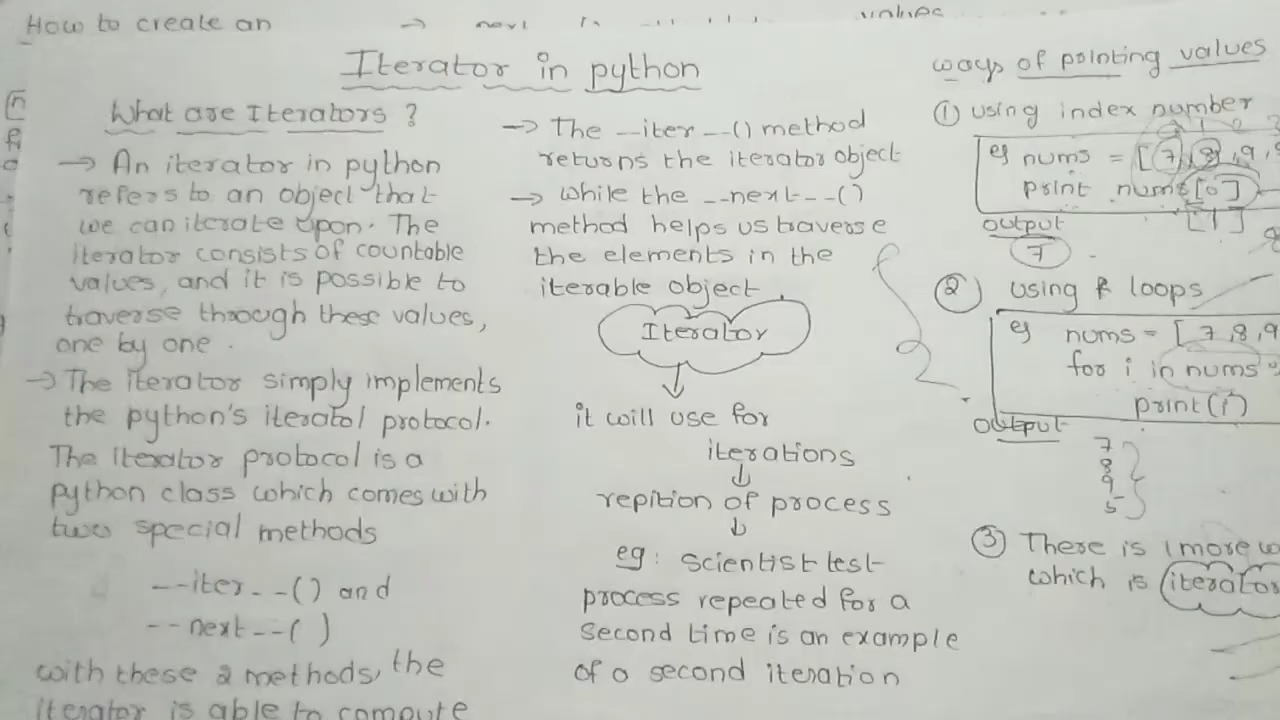 How to create an
values
Iterator in python
What are Iterators ?
→ An iterator in python
refers to an object that
we can iterate upon. The
iterator consists of countable
values, and it is possible to
traverse through these values,
one by one .
→ The iterator simply implements
the python's iterator protocol.
The Iterator protocol is a
python class which comes with
two special methods
--iter--() and
--next--( )
with these 2 methods, the
iterator is able to compute
→ The --iter--() method
returns the iterator object
→ while the --next--()
method helps us traverse
the elements in the
iterable object .
Iterator
↓
it will use for
iterations
↓
repition of process
↓
eg: scientist test
process repeated for a
second time is an example
of a second iteration
ways of pointing values
① using index number
eg nums = [7,8,9,
print nums[0]
[1]
output
7
② using & loops
eg nums = [7,8,9
for i in nums
print(i)
output
7
8
9
5
③ There is 1 more
which is iterator